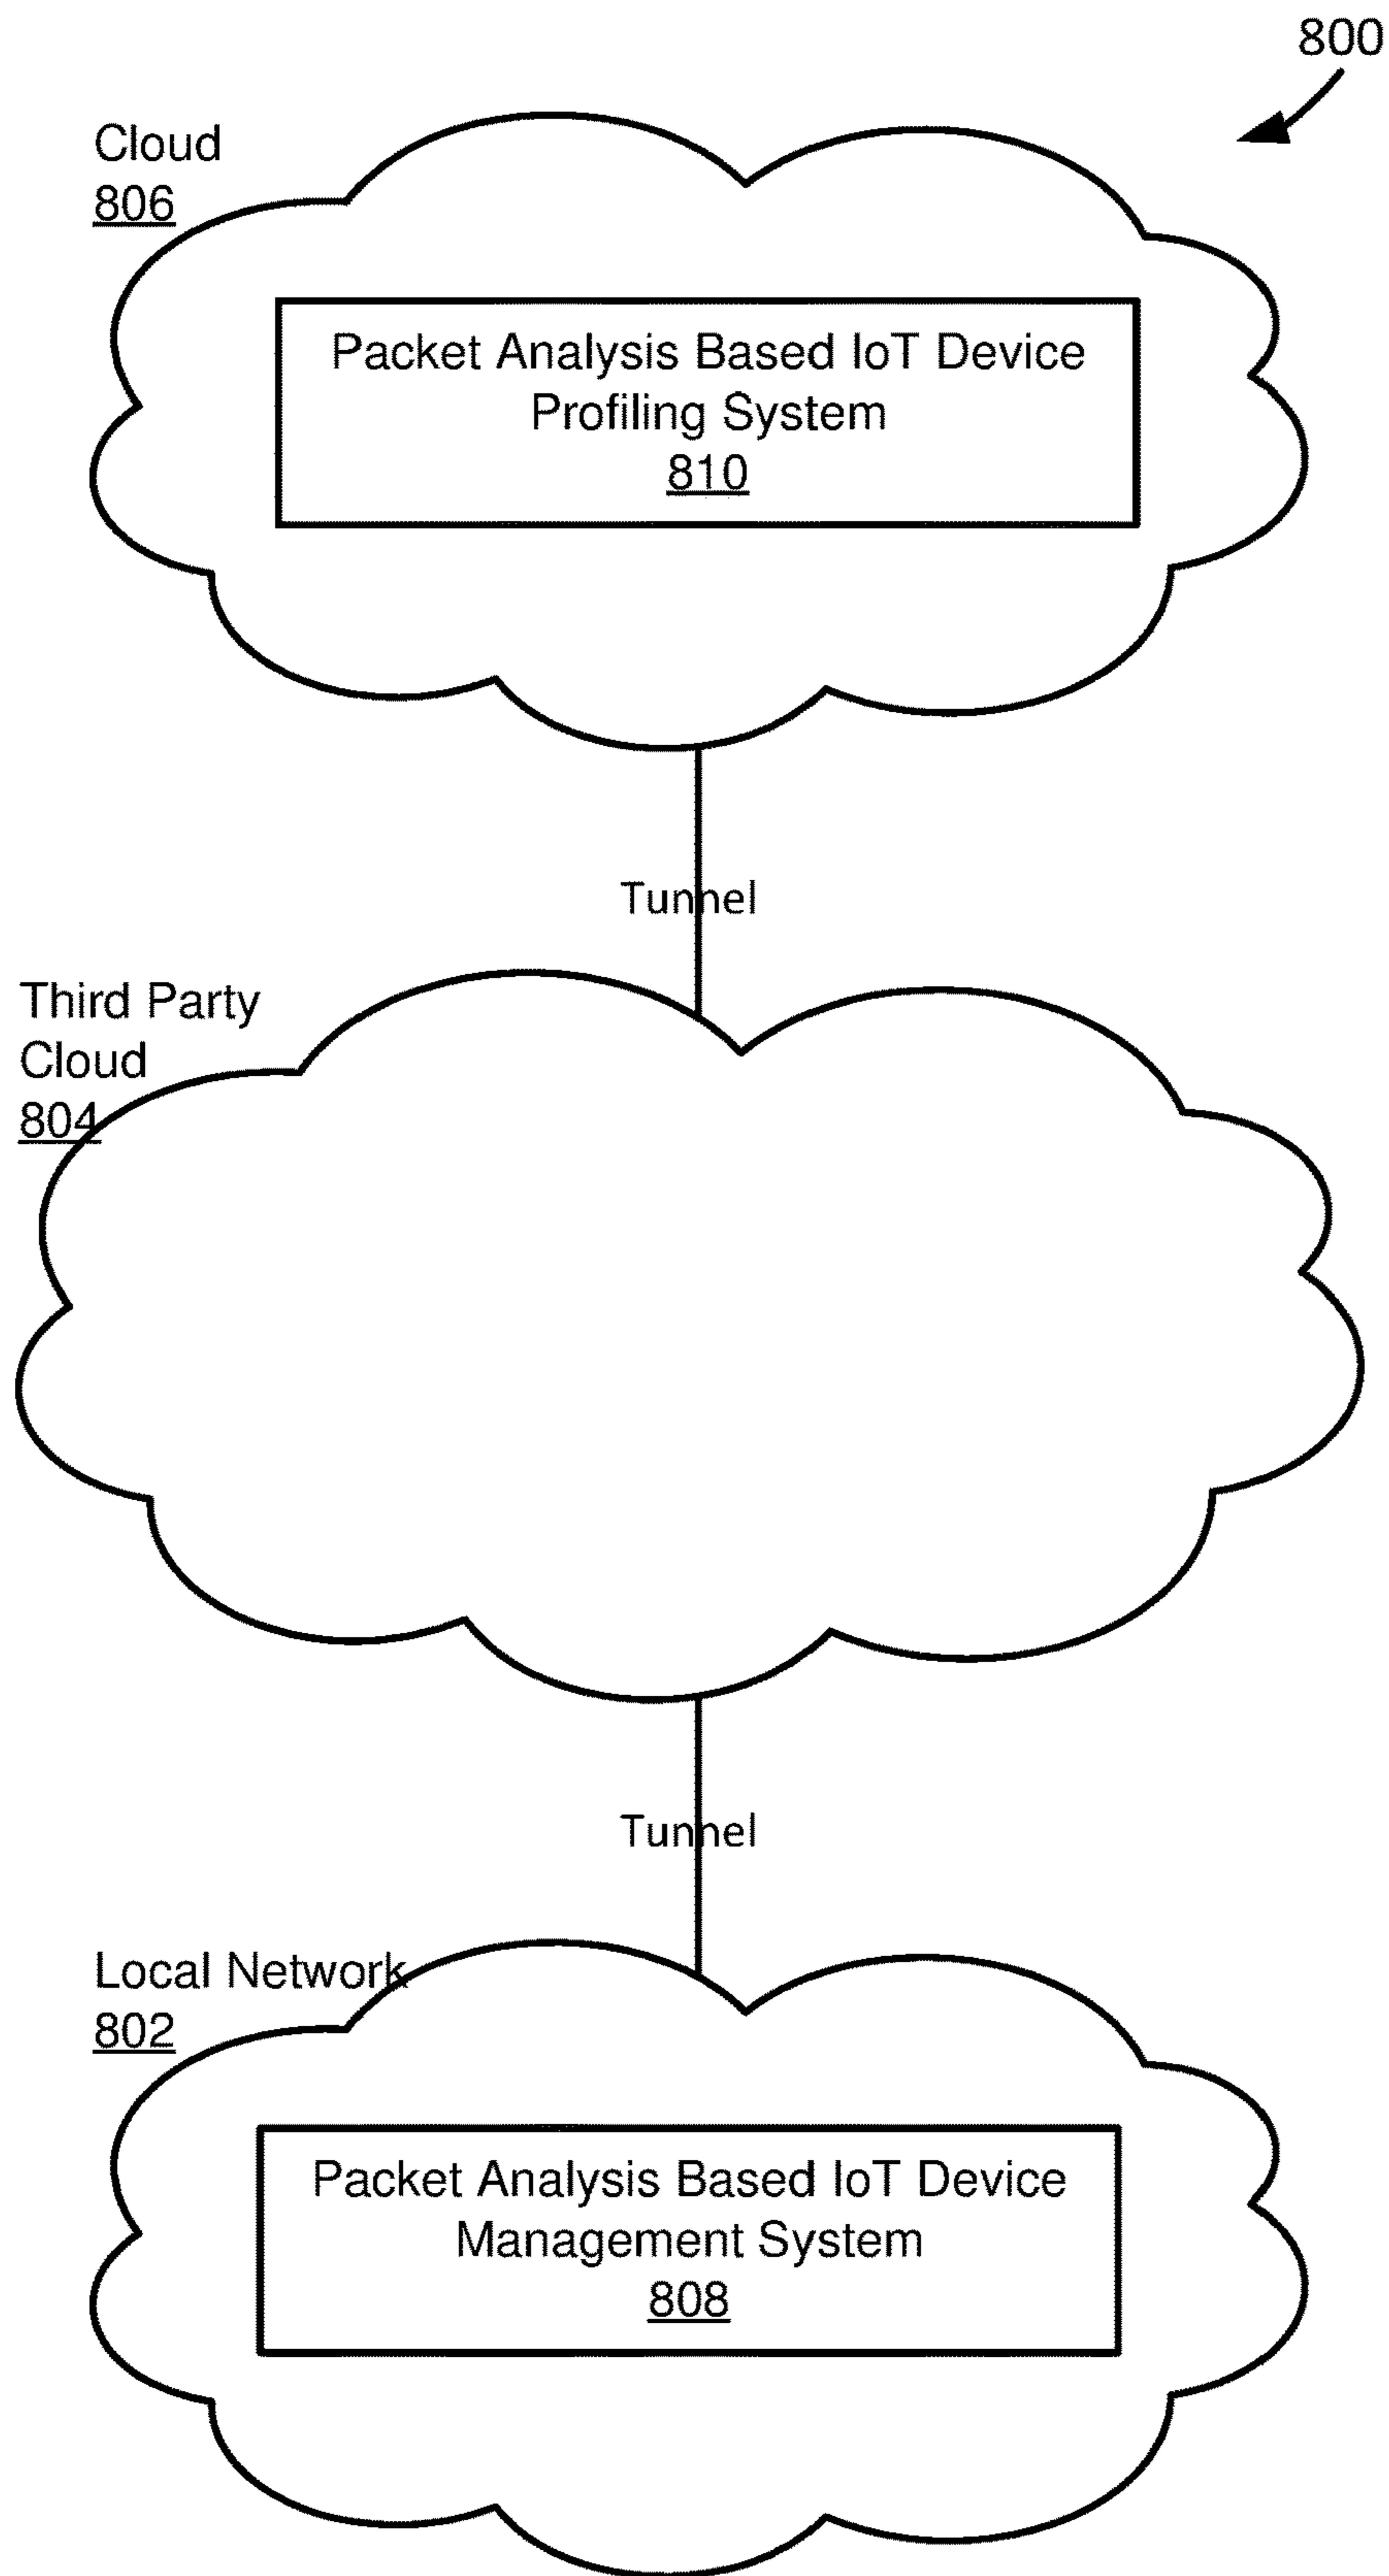 800
Cloud
806
Packet Analysis Based IoT Device
Profiling System
810
Tunnel
Third Party
Cloud
804
Tunnel
Local Network
802
Packet Analysis Based IoT Device
Management System
808